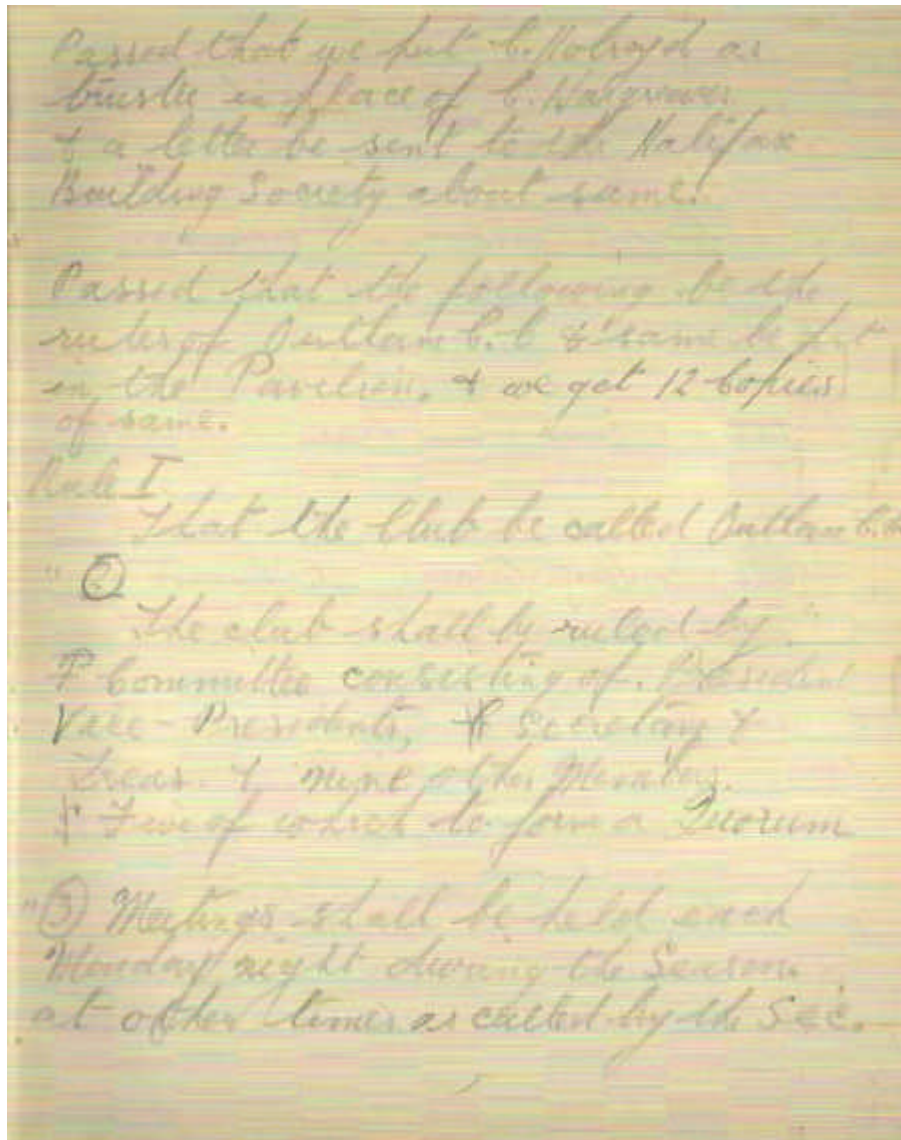 Passed that we put C. Holroyd as
trustee in place of C. Hargreaves
& a letter be sent to the Halifax
Building Society about same.
Passed that the following be the
rules of Outlane C.C & same be put
in the Pavilion, & we get 12 Copies
of same.
Rule I
That the Club be called Outlane C.C
" 2
The club shall by ruled by
Committee consisting of. President
Vice-Presidents, Secretary &
Treas. & nine other Members.
Five of which to form a Quorum
" 3 Meetings shall be held each
Monday night during the Season
at other times as called by the Sec.